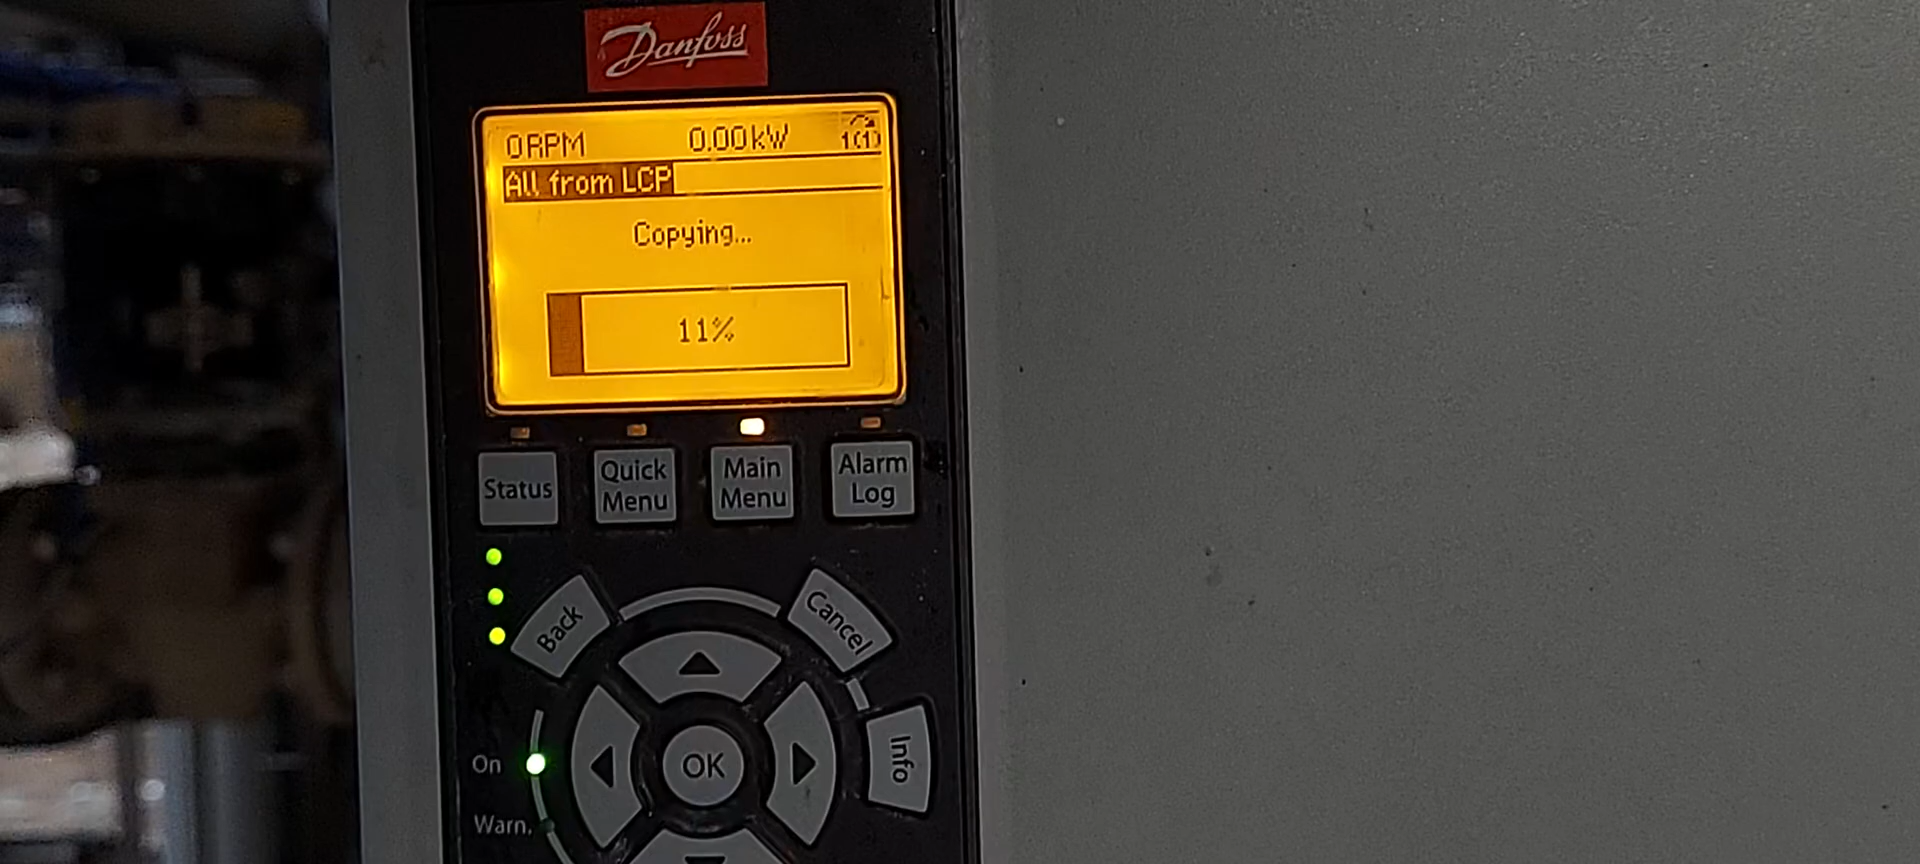 Danfoss
0RPM 0.00kW 1(1)
All from LCP
Copying...
11%
Status
Quick Menu
Main Menu
Alarm Log
Back
Cancel
Info
OK
On
Warn.